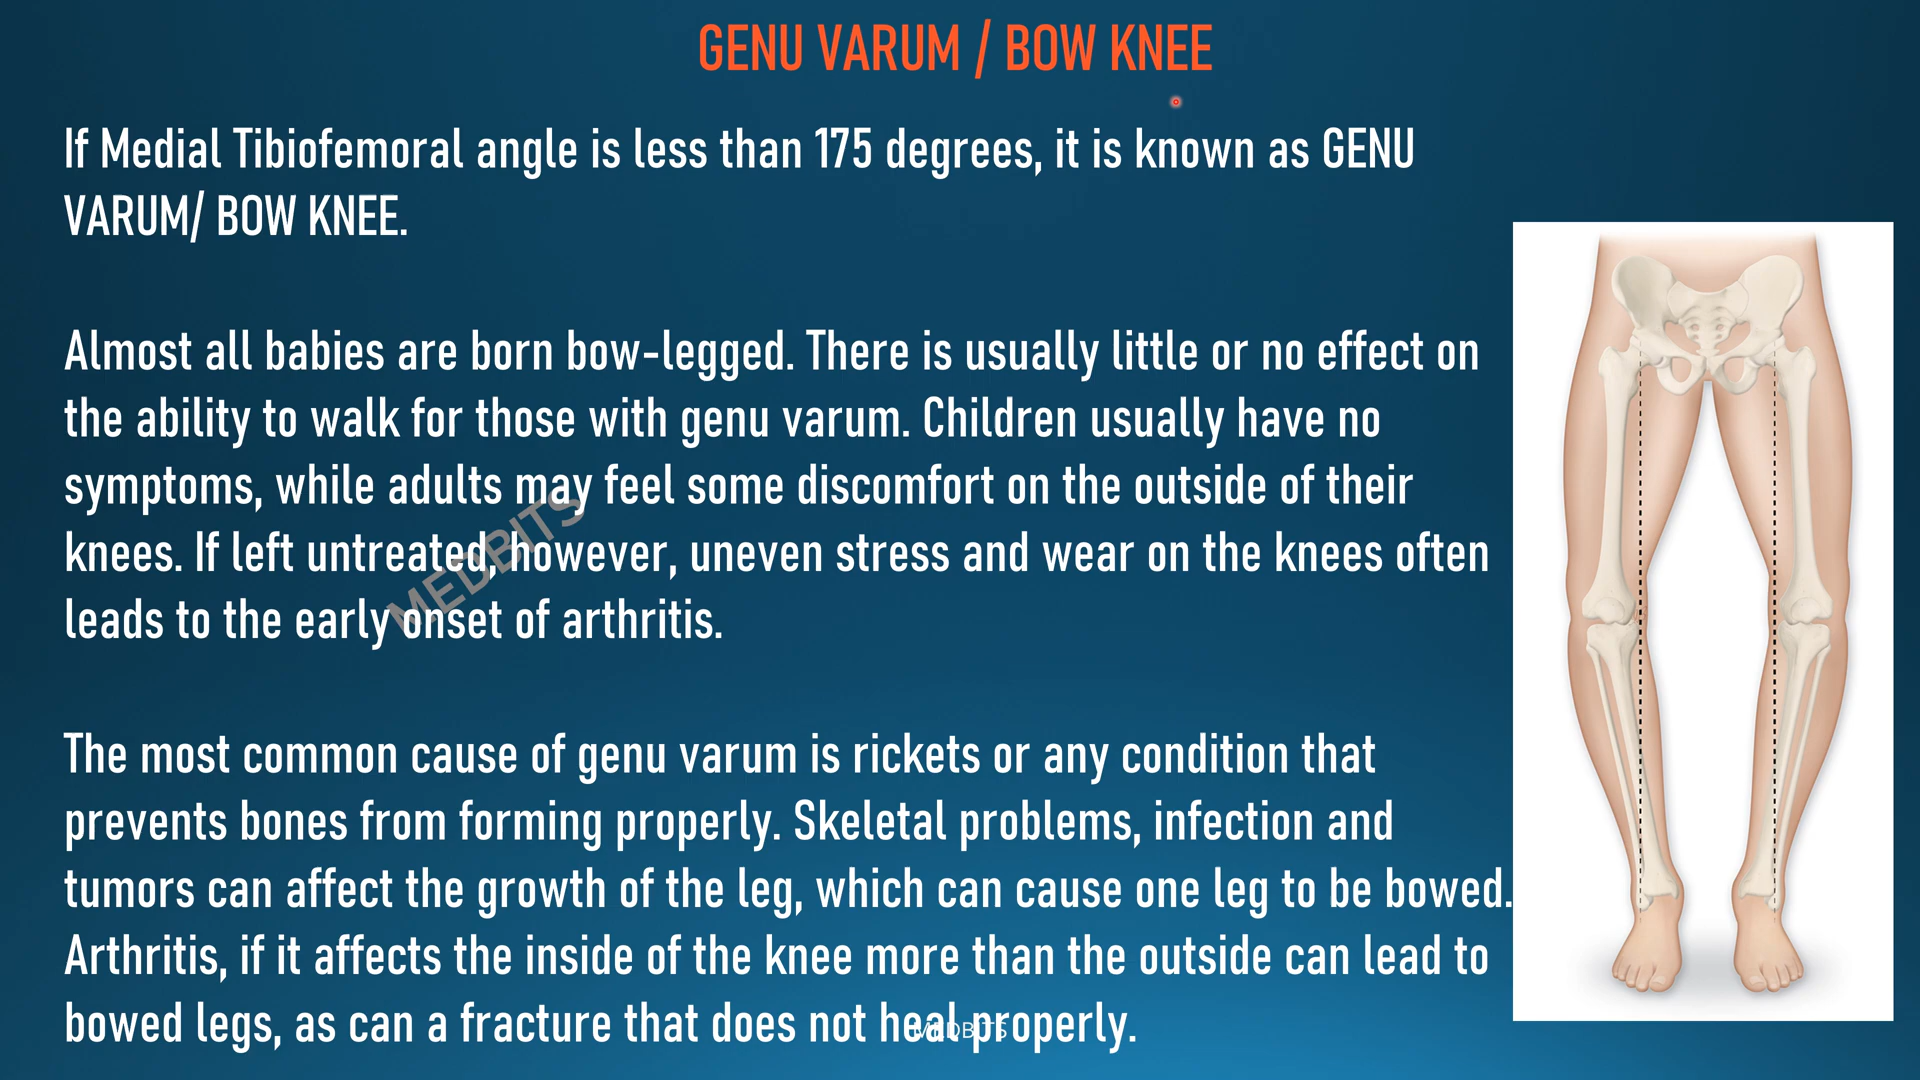 GENU VARUM / BOW KNEE
If Medial Tibiofemoral angle is less than 175 degrees, it is known as GENU
VARUM/ BOW KNEE.
Almost all babies are born bow-legged. There is usually little or no effect on
the ability to walk for those with genu varum. Children usually have no
symptoms, while adults may feel some discomfort on the outside of their
knees. If left untreated, however, uneven stress and wear on the knees often
leads to the early onset of arthritis.
MEDBITS
The most common cause of genu varum is rickets or any condition that
prevents bones from forming properly. Skeletal problems, infection and
tumors can affect the growth of the leg, which can cause one leg to be bowed.
Arthritis, if it affects the inside of the knee more than the outside can lead to
bowed legs, as can a fracture that does not heal properly.
MEDBITS